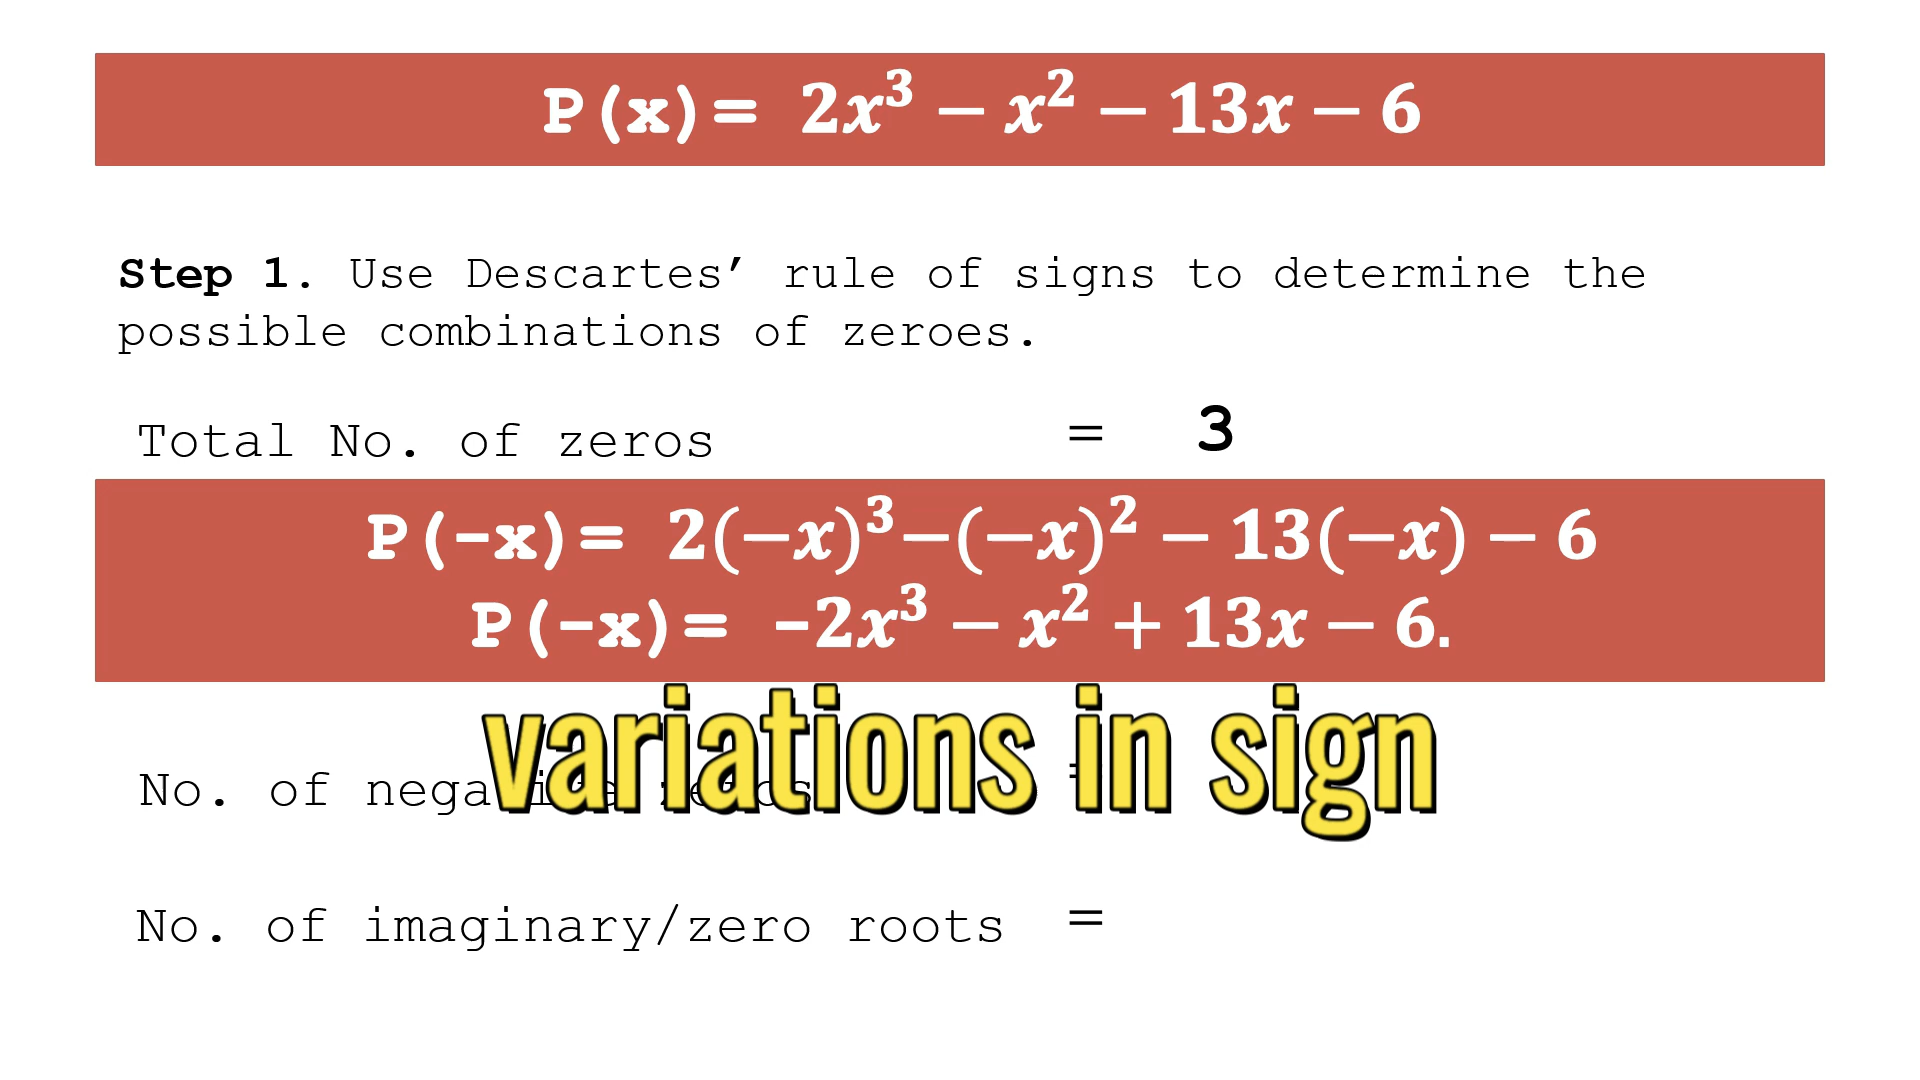 P(x)= 2x³ − x² − 13x − 6
Step 1. Use Descartes’ rule of signs to determine the
possible combinations of zeroes.
Total No. of zeros = 3
P(-x)= 2(−x)³−(−x)² − 13(−x) − 6
P(-x)= -2x³ − x² + 13x − 6.
variations in sign
No. of negative zeros =
No. of imaginary/zero roots =